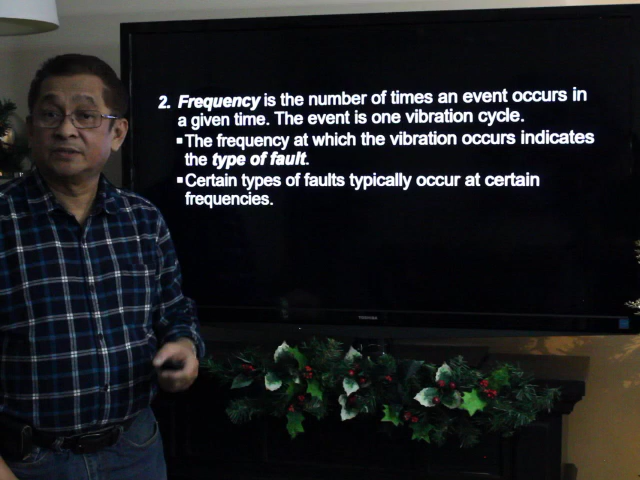 2. Frequency is the number of times an event occurs in
a given time. The event is one vibration cycle.
▪The frequency at which the vibration occurs indicates
the type of fault.
▪Certain types of faults typically occur at certain
frequencies.
TOSHIBA